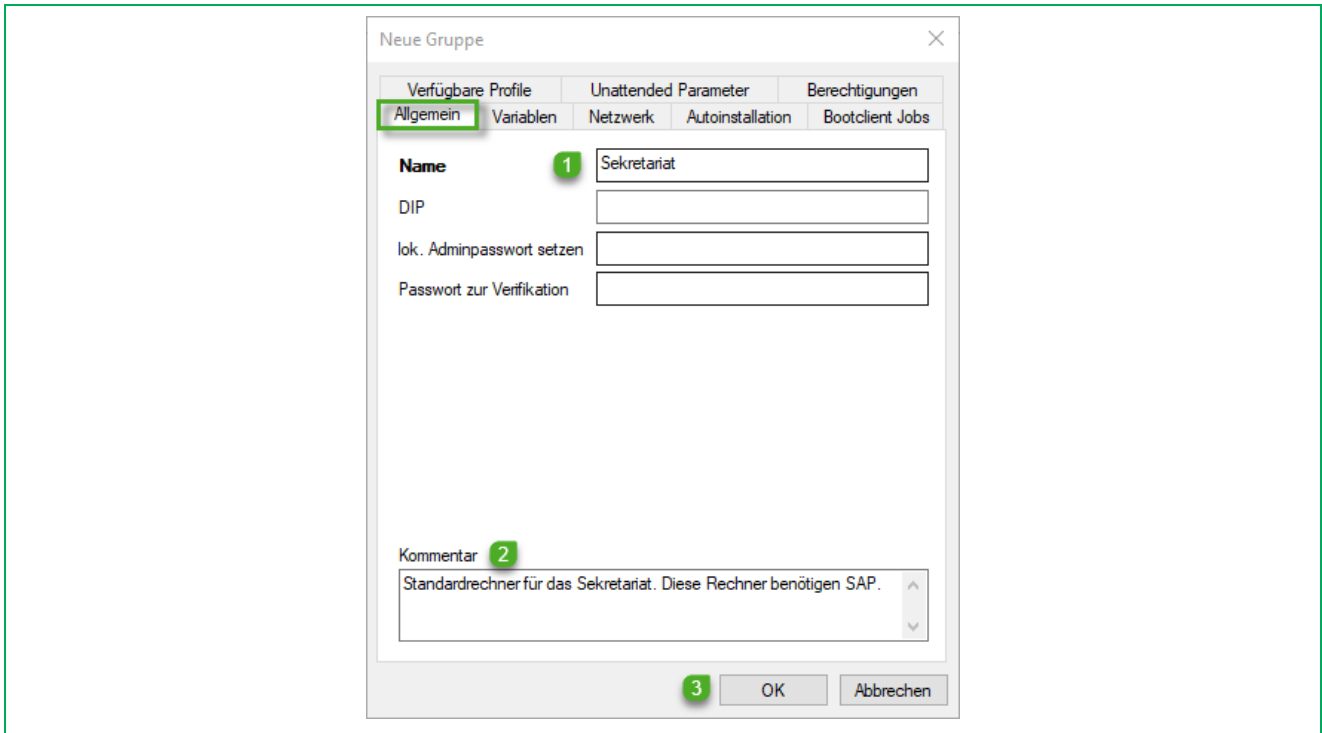 Neue Gruppe
Verfügbare Profile Unattended Parameter Berechtigungen
Allgemein Variablen Netzwerk Autoinstallation Bootclient Jobs
Name 1 Sekretariat
DIP
lok. Adminpasswort setzen
Passwort zur Verifikation
Kommentar 2
Standardrechner für das Sekretariat. Diese Rechner benötigen SAP.
3 OK Abbrechen